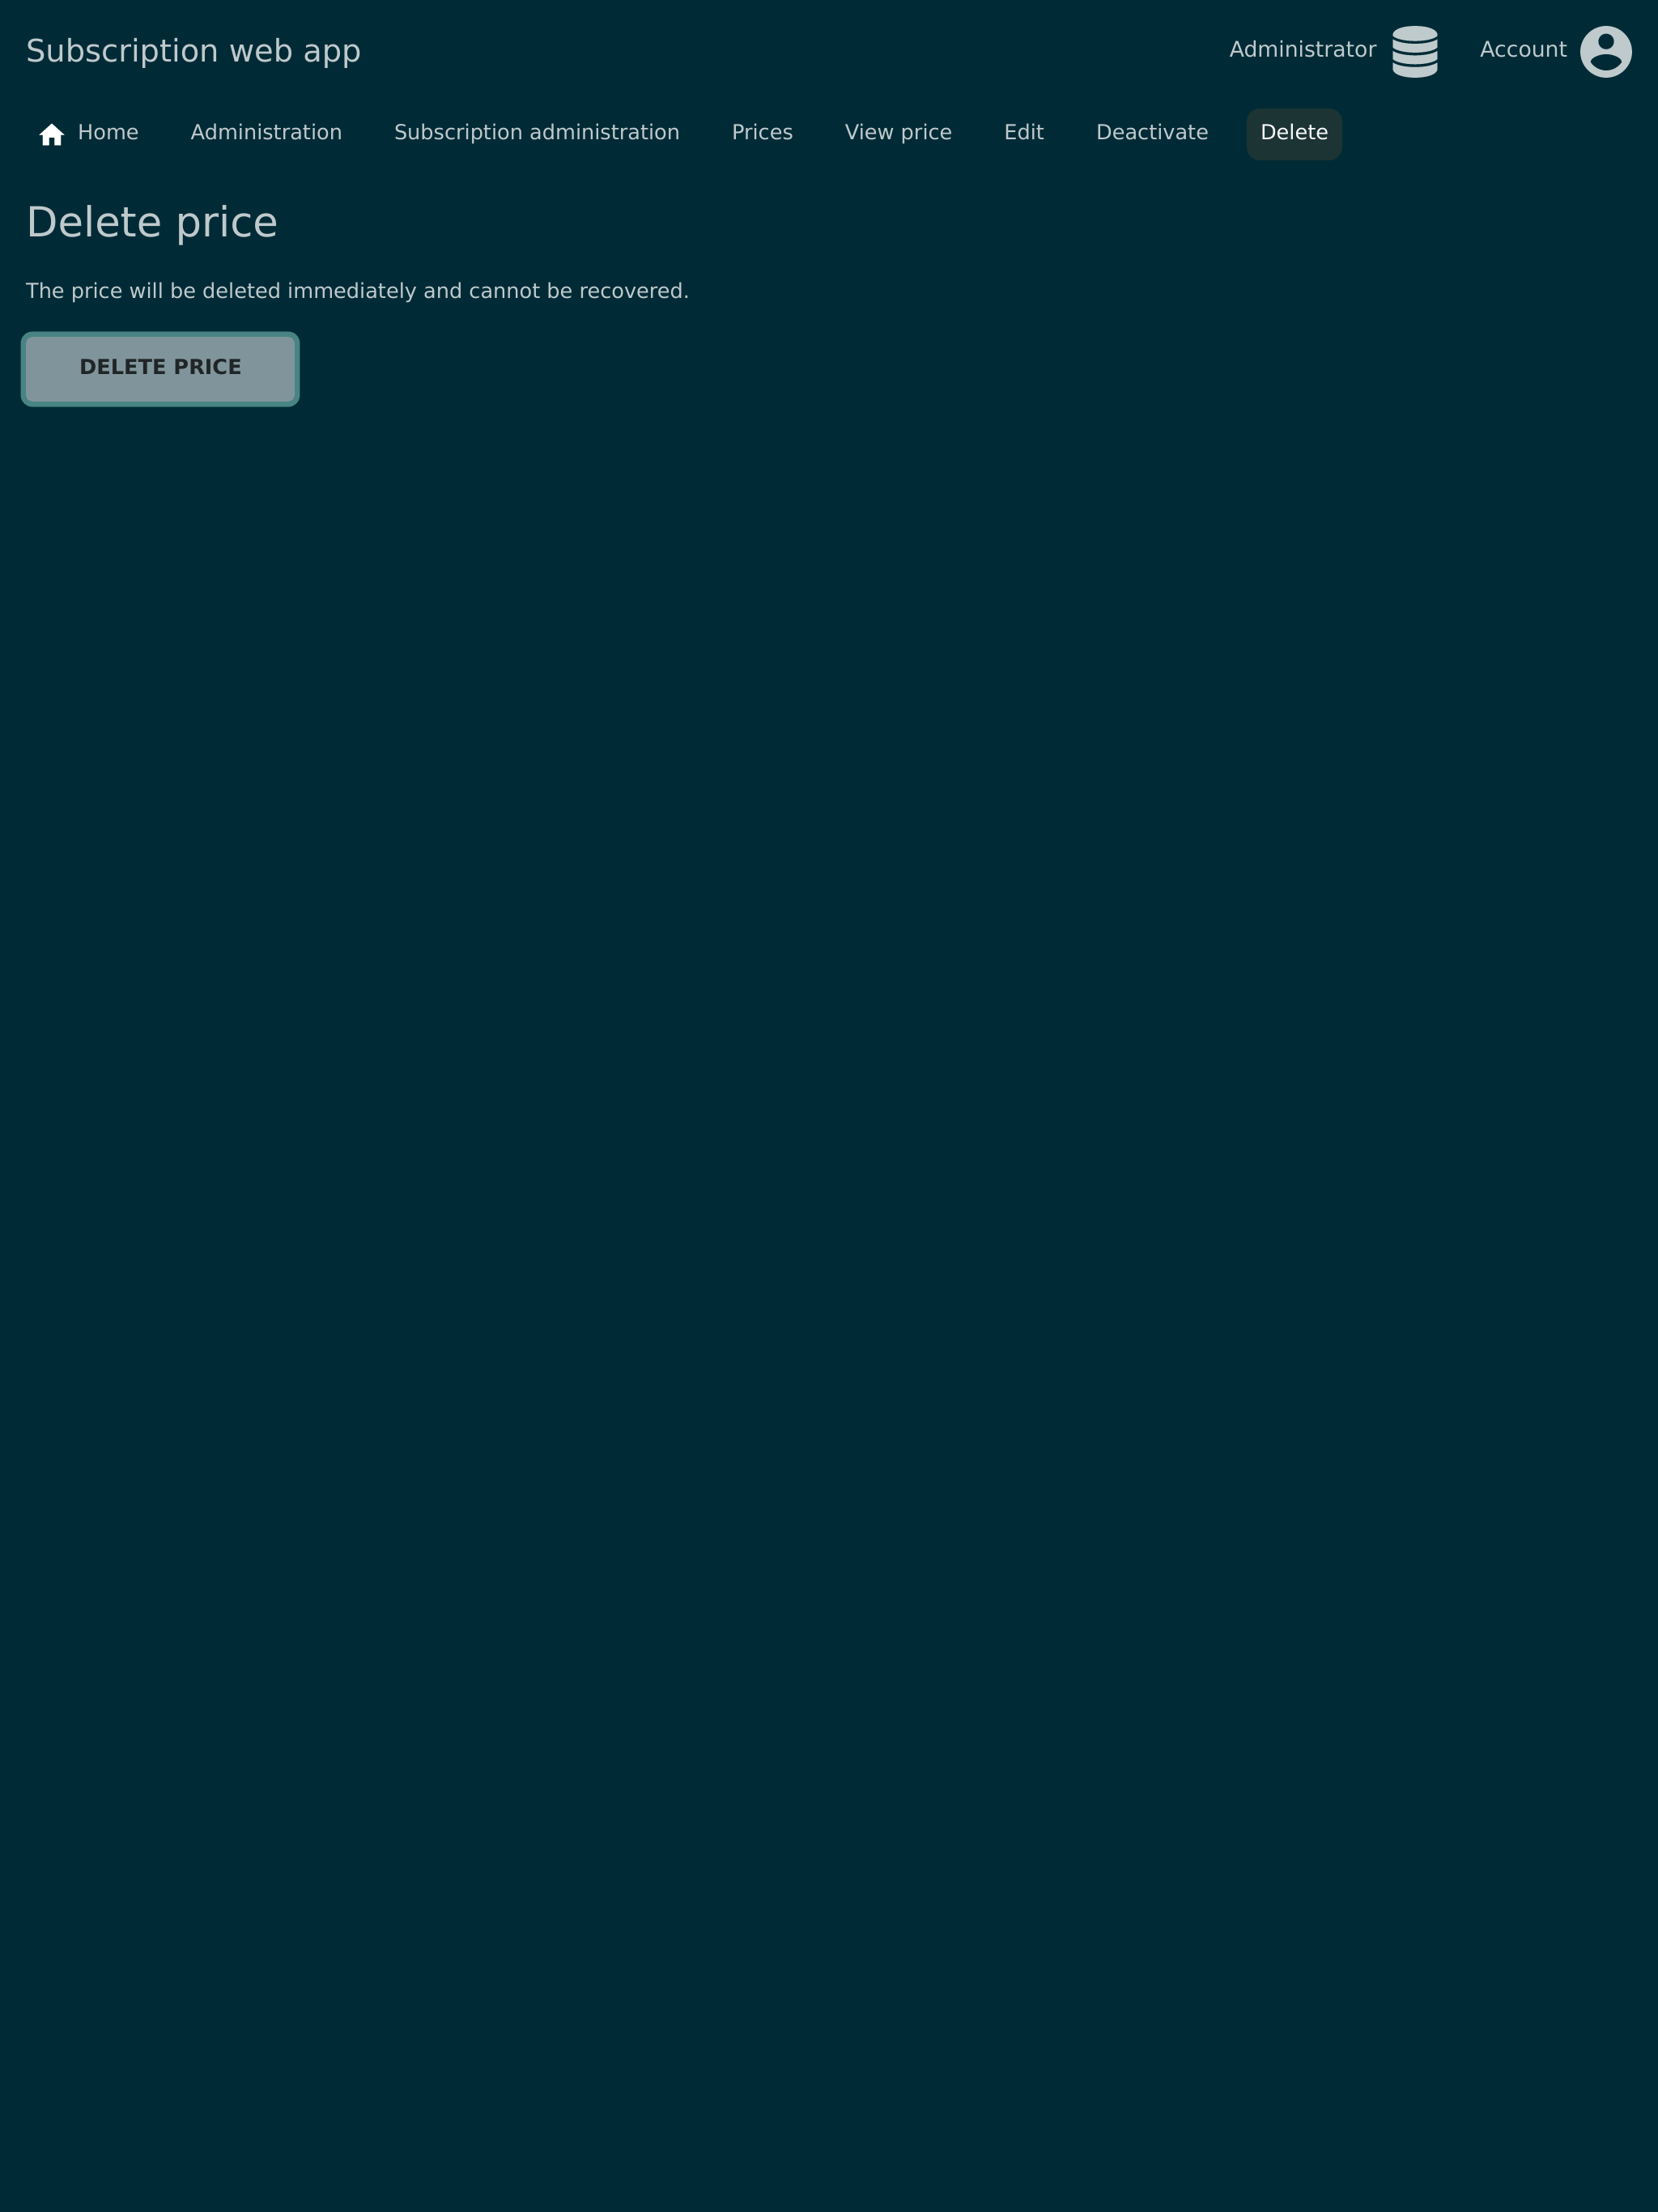 Subscription web app
Administrator
Account
Home Administration Subscription administration Prices View price Edit Deactivate Delete
Delete price
The price will be deleted immediately and cannot be recovered.
DELETE PRICE